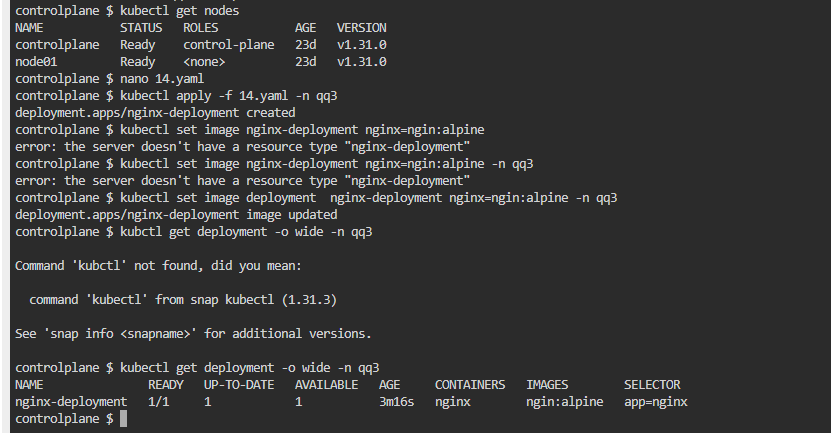 controlplane $ kubectl get nodes
NAME STATUS ROLES AGE VERSION
controlplane Ready control-plane 23d v1.31.0
node01 Ready <none> 23d v1.31.0
controlplane $ nano 14.yaml
controlplane $ kubectl apply -f 14.yaml -n qq3
deployment.apps/nginx-deployment created
controlplane $ kubectl set image nginx-deployment nginx=ngin:alpine
error: the server doesn't have a resource type "nginx-deployment"
controlplane $ kubectl set image nginx-deployment nginx=ngin:alpine -n qq3
error: the server doesn't have a resource type "nginx-deployment"
controlplane $ kubectl set image deployment  nginx-deployment nginx=ngin:alpine -n qq3
deployment.apps/nginx-deployment image updated
controlplane $ kubctl get deployment -o wide -n qq3
Command 'kubctl' not found, did you mean:
command 'kubectl' from snap kubectl (1.31.3)
See 'snap info <snapname>' for additional versions.
controlplane $ kubectl get deployment -o wide -n qq3
NAME READY UP-TO-DATE AVAILABLE AGE CONTAINERS IMAGES SELECTOR
nginx-deployment 1/1 1 1 3m16s nginx ngin:alpine app=nginx
controlplane $